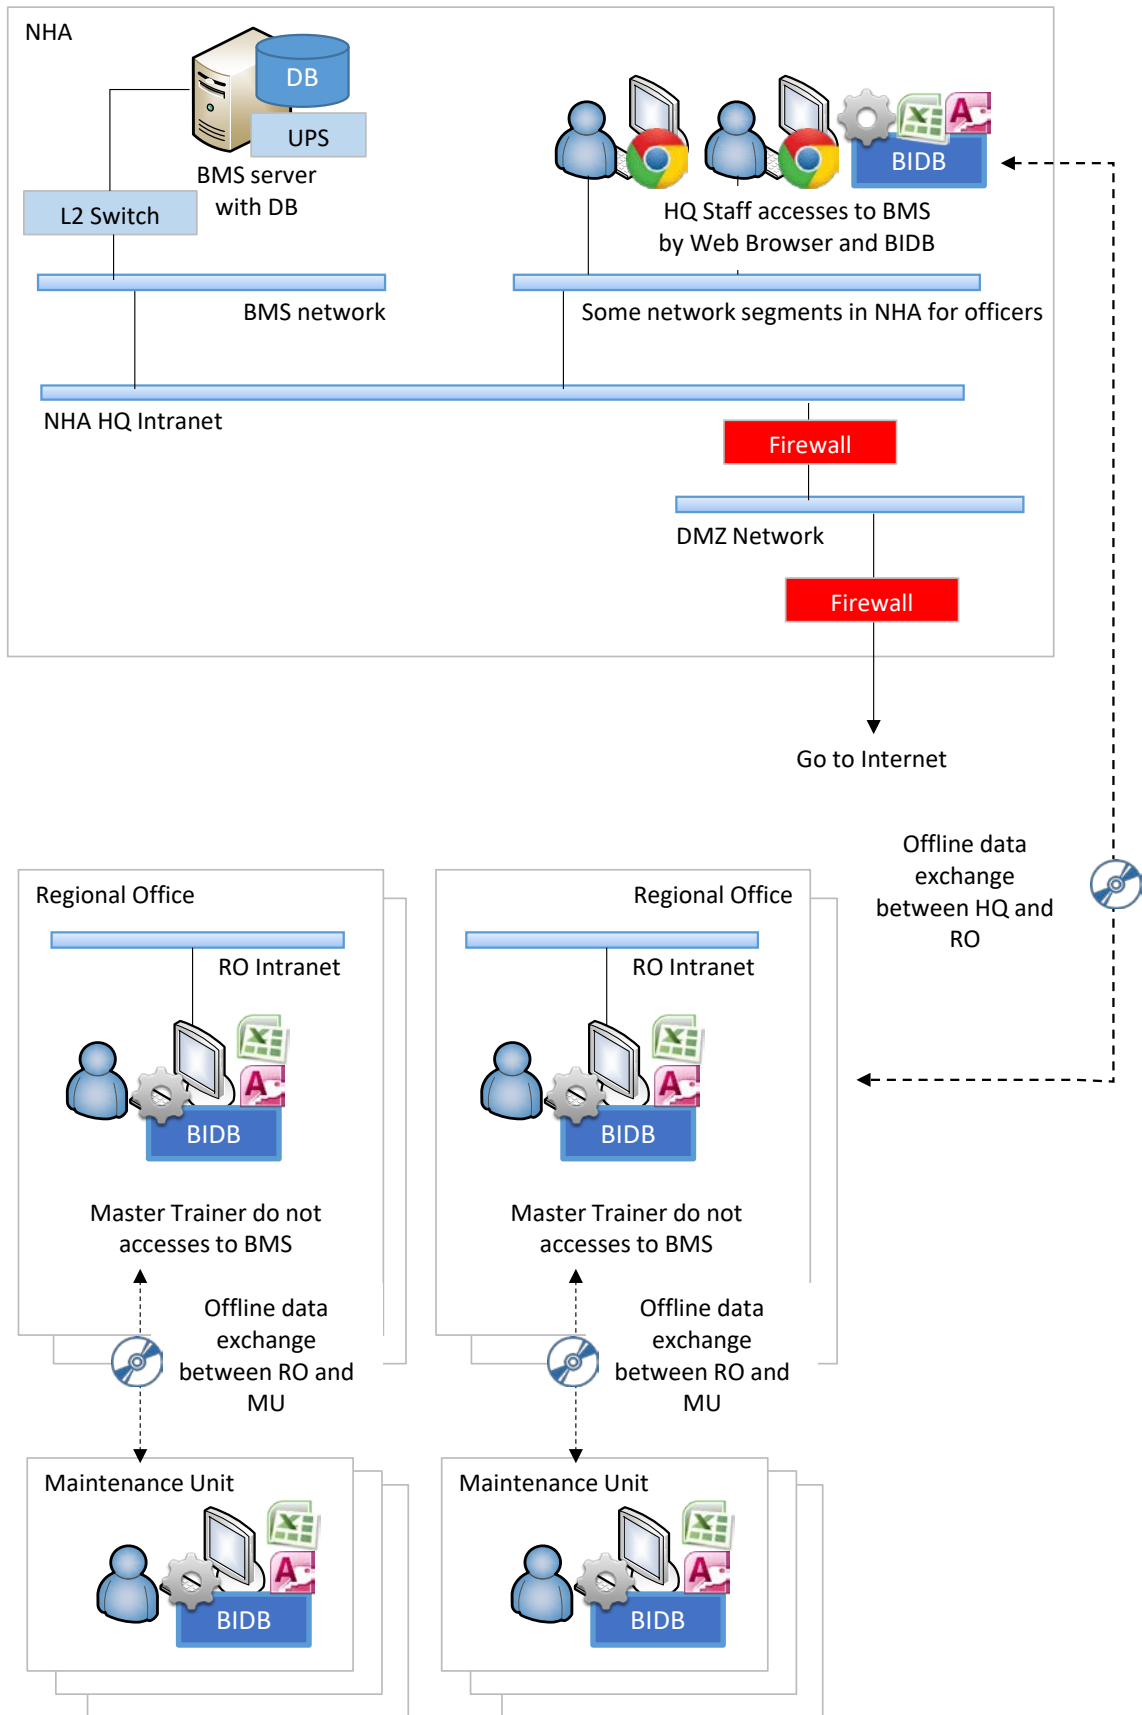 NHA
DB
UPS
BMS server
with DB
L2 Switch
BIDB
HQ Staff accesses to BMS
by Web Browser and BIDB
BMS network
Some network segments in NHA for officers
NHA HQ Intranet
Firewall
DMZ Network
Firewall
Go to Internet
Offline data
exchange
between HQ and
RO
Regional Office
RO Intranet
BIDB
Master Trainer do not
accesses to BMS
Regional Office
RO Intranet
BIDB
Master Trainer do not
accesses to BMS
Offline data
exchange
between RO and
MU
Offline data
exchange
between RO and
MU
Maintenance Unit
BIDB
Maintenance Unit
BIDB